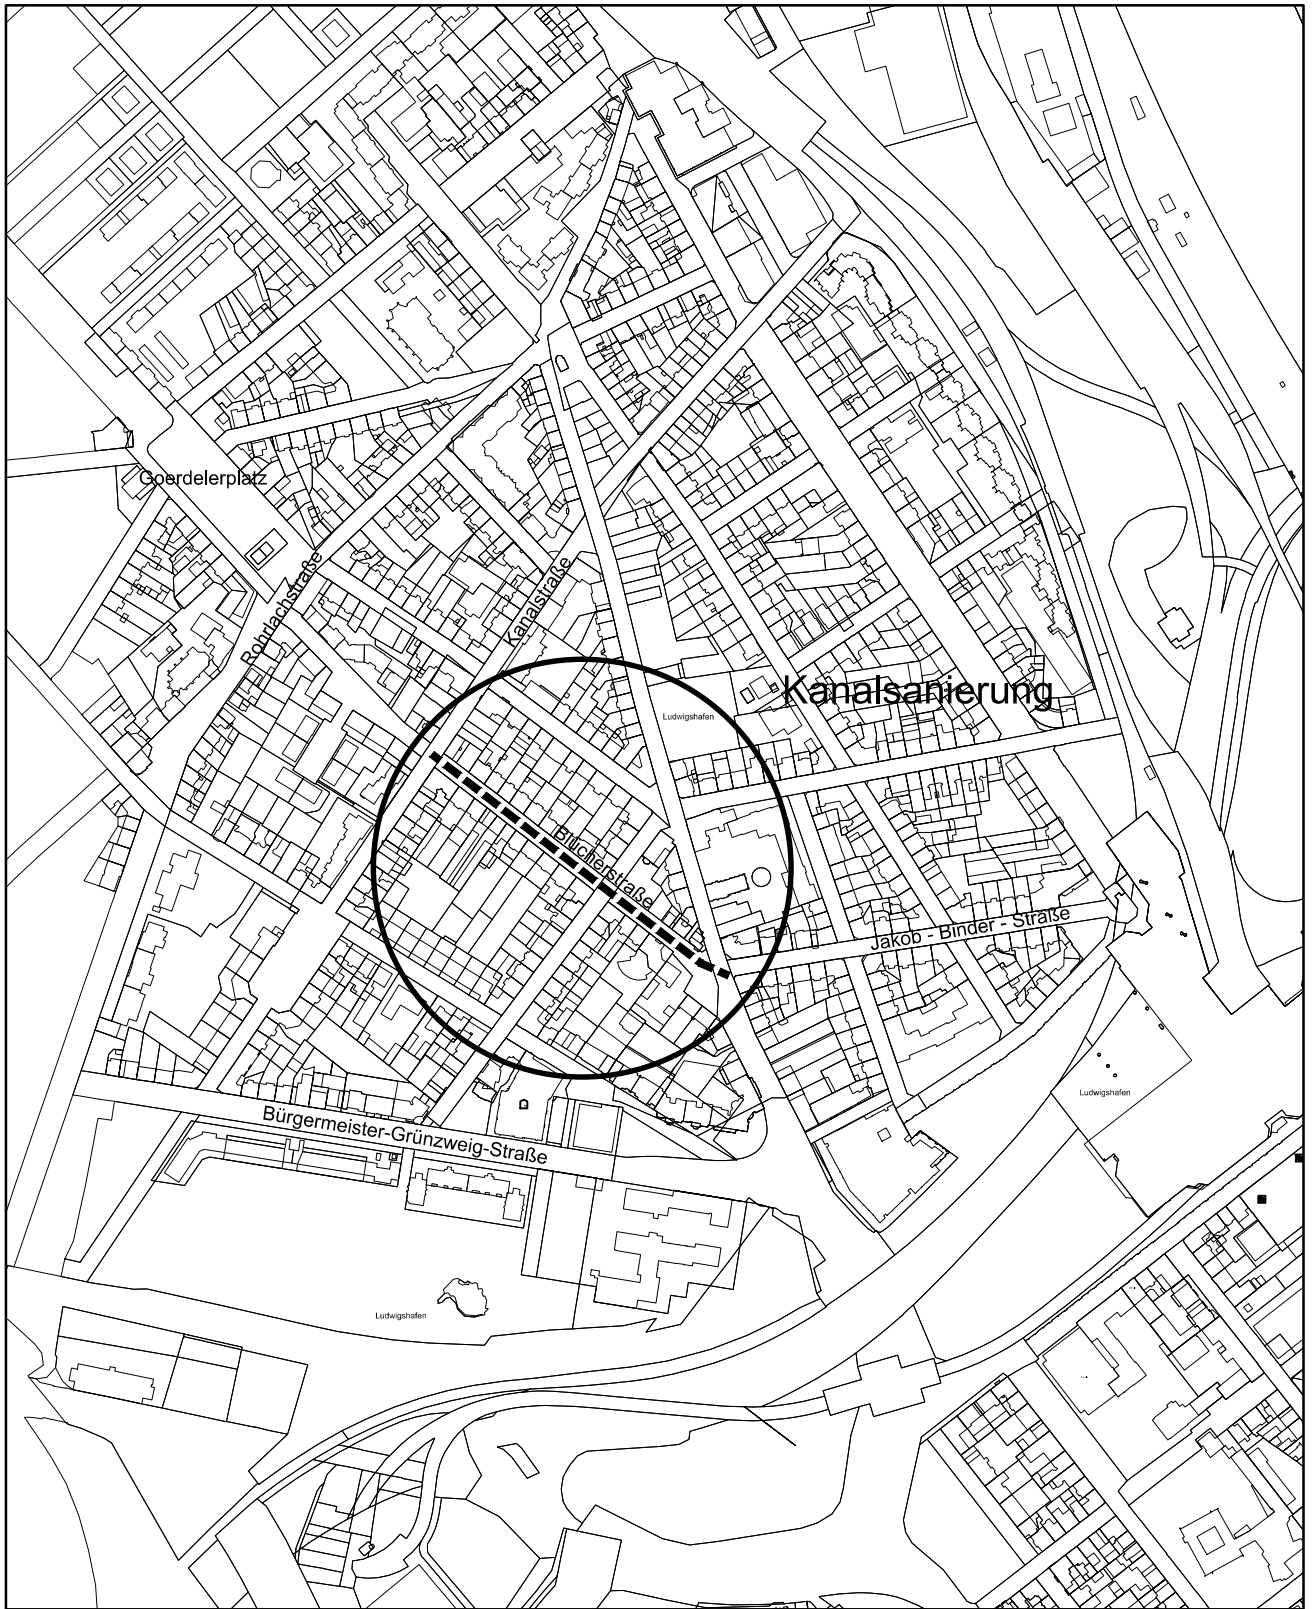 Goerdelerplatz
Rohrlachstraße
Kanalstraße
Kanalsanierung
Ludwigshafen
Blücherstraße
Jakob - Binder - Straße
Ludwigshafen
Bürgermeister-Grünzweig-Straße
Ludwigshafen